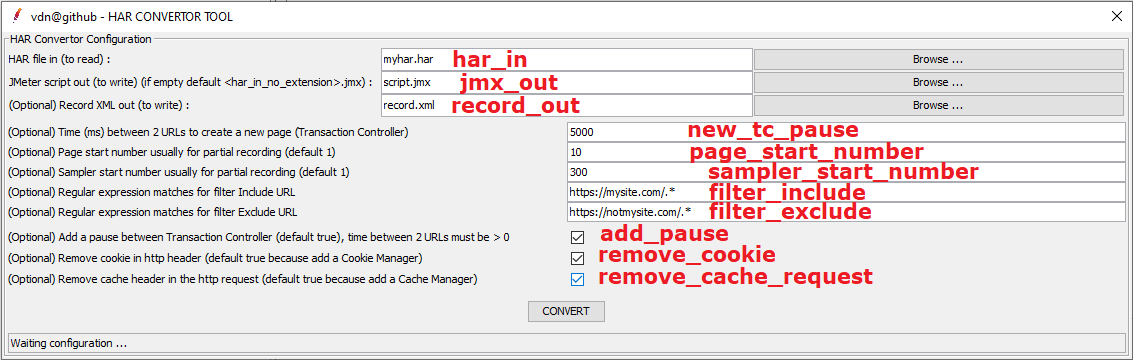 vdn@github - HAR CONVERTOR TOOL
HAR Convertor Configuration
HAR file in (to read) : myhar.har har_in Browse ...
JMeter script out (to write) (if empty default <har_in_no_extension>.jmx) : script.jmx jmx_out Browse ...
(Optional) Record XML out (to write) : record.xml record_out Browse ...
(Optional) Time (ms) between 2 URLs to create a new page (Transaction Controller) 5000 new_tc_pause
(Optional) Page start number usually for partial recording (default 1) 10 page_start_number
(Optional) Sampler start number usually for partial recording (default 1) 300 sampler_start_number
(Optional) Regular expression matches for filter Include URL https://mysite.com/.* filter_include
(Optional) Regular expression matches for filter Exclude URL https://notmysite.com/.* filter_exclude
(Optional) Add a pause between Transaction Controller (default true), time between 2 URLs must be > 0 add_pause
(Optional) Remove cookie in http header (default true because add a Cookie Manager) remove_cookie
(Optional) Remove cache header in the http request (default true because add a Cache Manager) remove_cache_request
CONVERT
Waiting configuration ...